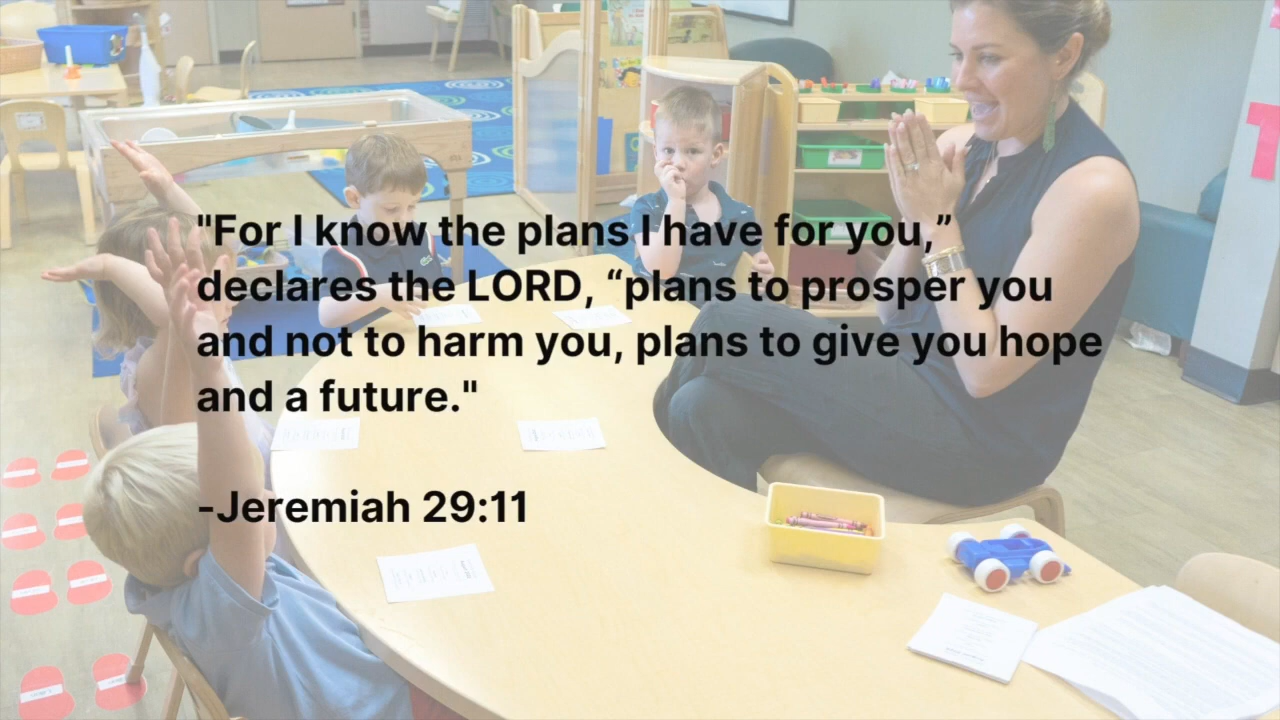 "For I know the plans I have for you,”
declares the LORD, “plans to prosper you
and not to harm you, plans to give you hope
and a future."
-Jeremiah 29:11